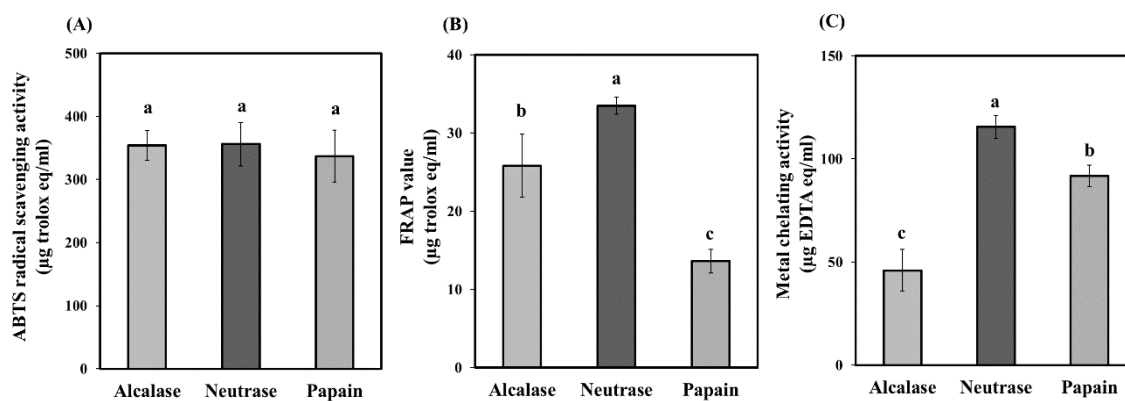 (A)
ABTS radical scavenging activity
(µg trolox eq/ml)
500
400
300
200
100
0
a
a
a
Alcalase
Neutrase
Papain
(B)
FRAP value
(µg trolox eq/ml)
40
30
20
10
0
b
a
c
Alcalase
Neutrase
Papain
(C)
Metal chelating activity
(µg EDTA eq/ml)
150
100
50
0
c
a
b
Alcalase
Neutrase
Papain